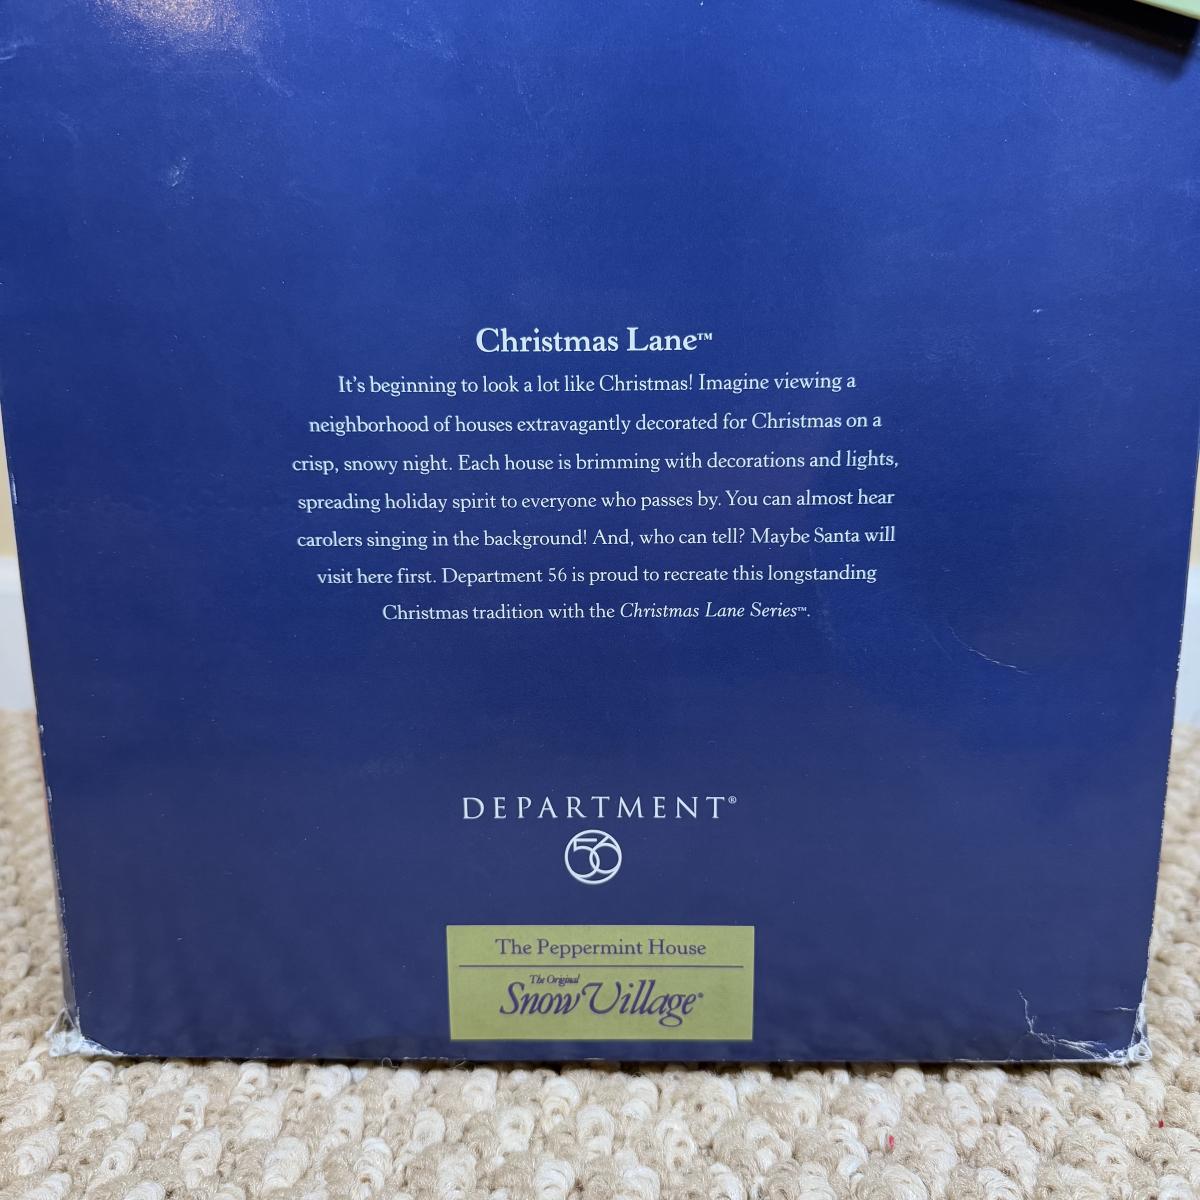 Christmas Lane™
It's beginning to look a lot like Christmas! Imagine viewing a
neighborhood of houses extravagantly decorated for Christmas on a
crisp, snowy night. Each house is brimming with decorations and lights,
spreading holiday spirit to everyone who passes by. You can almost hear
carolers singing in the background! And, who can tell? Maybe Santa will
visit here first. Department 56 is proud to recreate this longstanding
Christmas tradition with the Christmas Lane Series™.
DEPARTMENT®
56
The Peppermint House
The Original
Snow Village®